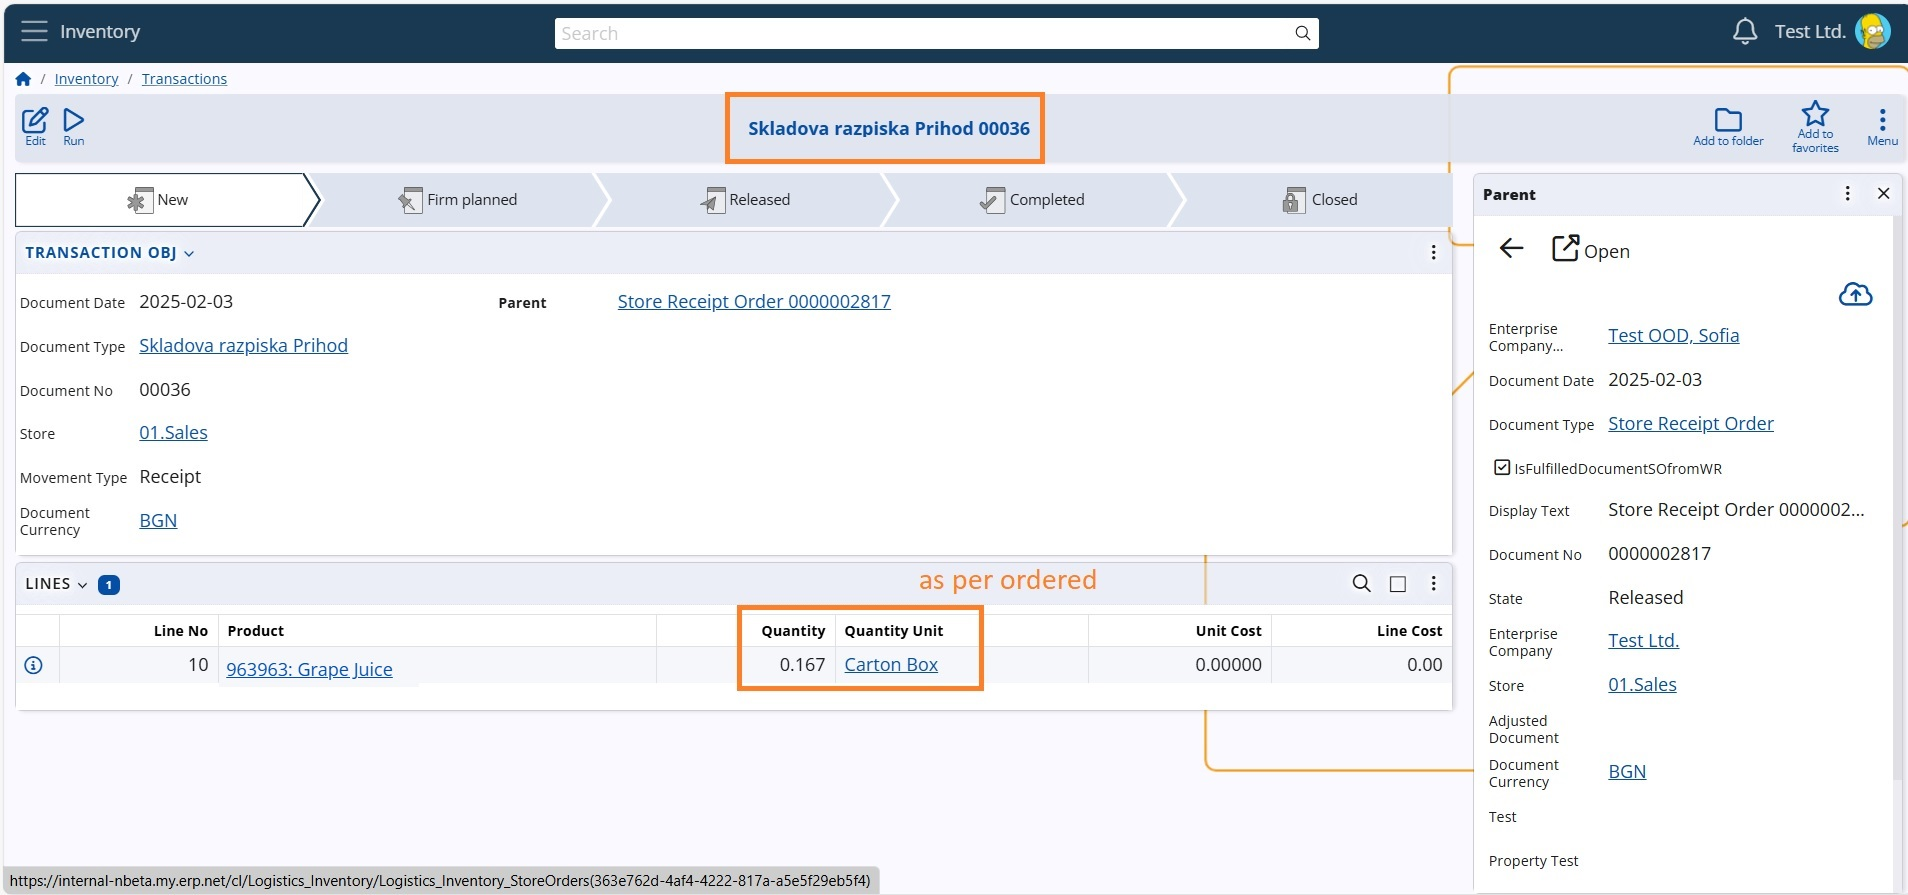 Inventory
Search
Test Ltd.
/ Inventory / Transactions
Edit
Run
Skladova razpiska Prihod 00036
Add to folder
Add to
favorites
Menu
New
Firm planned
Released
Completed
Closed
TRANSACTION OBJ
Document Date 2025-02-03
Parent Store Receipt Order 0000002817
Document Type Skladova razpiska Prihod
Document No 00036
Store 01.Sales
Movement Type Receipt
Document
Currency
BGN
LINES 1
as per ordered
Line No Product Quantity Quantity Unit Unit Cost Line Cost
10 963963: Grape Juice 0.167 Carton Box 0.00000 0.00
Parent
Open
Enterprise
Company...
Test OOD, Sofia
Document Date 2025-02-03
Document Type Store Receipt Order
IsFulfilledDocumentSOfromWR
Display Text Store Receipt Order 0000002...
Document No 0000002817
State Released
Enterprise
Company
Test Ltd.
Store 01.Sales
Adjusted
Document
Document
Currency
BGN
Test
Property Test
https://internal-nbeta.my.erp.net/cl/Logistics_Inventory/Logistics_Inventory_StoreOrders(363e762d-4af4-4222-817a-a5e5f29eb5f4)